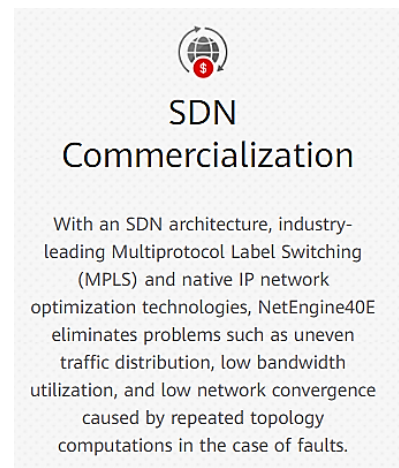 $
SDN
Commercialization
With an SDN architecture, industry-
leading Multiprotocol Label Switching
(MPLS) and native IP network
optimization technologies, NetEngine40E
eliminates problems such as uneven
traffic distribution, low bandwidth
utilization, and low network convergence
caused by repeated topology
computations in the case of faults.